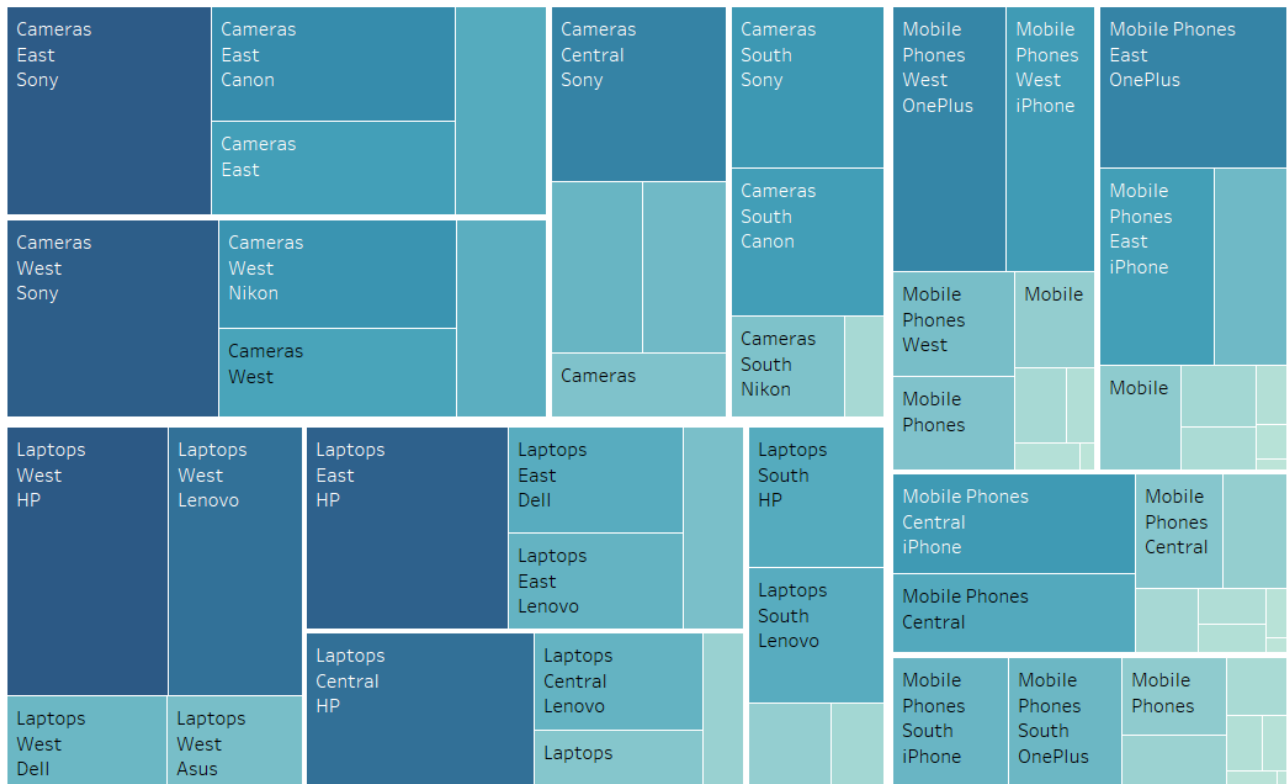 Cameras
East
Sony
Cameras
East
Canon
Cameras
East
Cameras
West
Sony
Cameras
West
Nikon
Cameras
West
Cameras
Central
Sony
Cameras
Cameras
South
Sony
Cameras
South
Canon
Cameras
South
Nikon
Laptops
West
HP
Laptops
West
Lenovo
Laptops
West
Dell
Laptops
West
Asus
Laptops
East
HP
Laptops
East
Dell
Laptops
East
Lenovo
Laptops
Central
HP
Laptops
Central
Lenovo
Laptops
Laptops
South
HP
Laptops
South
Lenovo
Mobile
Phones
West
OnePlus
Mobile
Phones
West
iPhone
Mobile
Phones
West
Mobile
Mobile
Phones
Mobile Phones
East
OnePlus
Mobile
Phones
East
iPhone
Mobile
Mobile Phones
Central
iPhone
Mobile Phones
Central
Mobile
Phones
Central
Mobile
Phones
South
iPhone
Mobile
Phones
South
OnePlus
Mobile
Phones